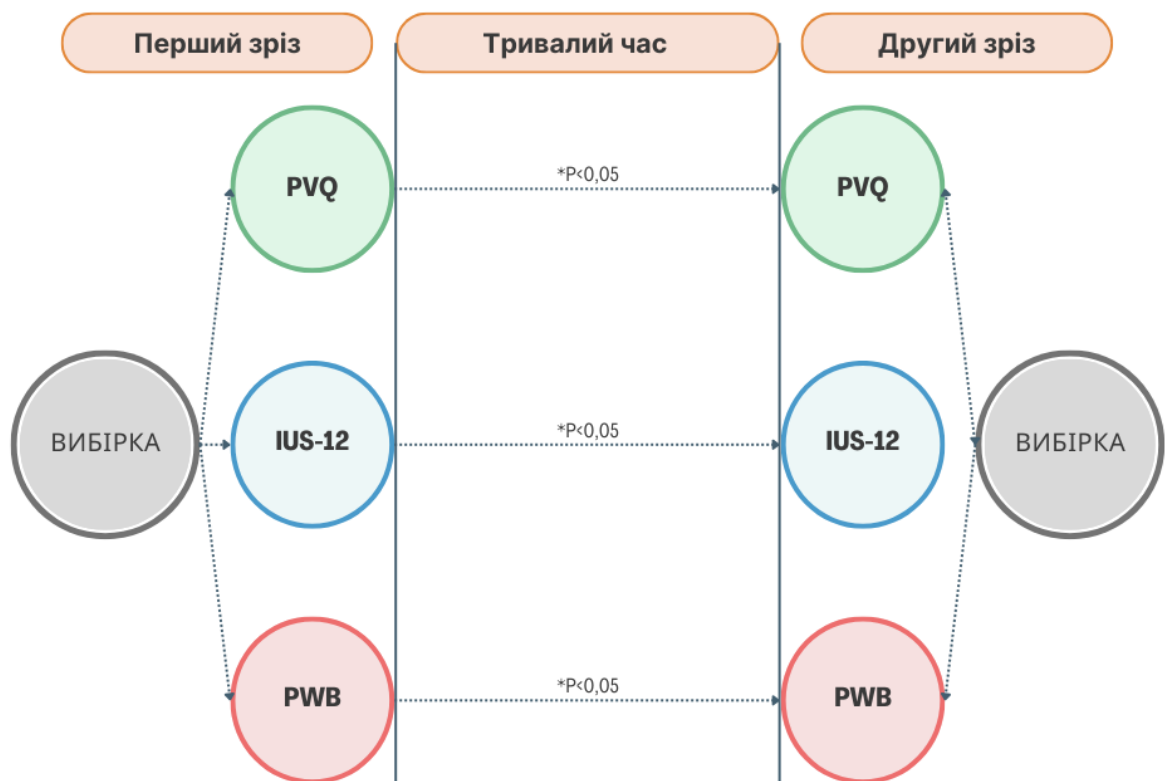 Перший зріз
Тривалий час
Другий зріз
PVQ
*P<0,05
PVQ
ВИБІРКА
IUS-12
*P<0,05
IUS-12
ВИБІРКА
PWB
*P<0,05
PWB